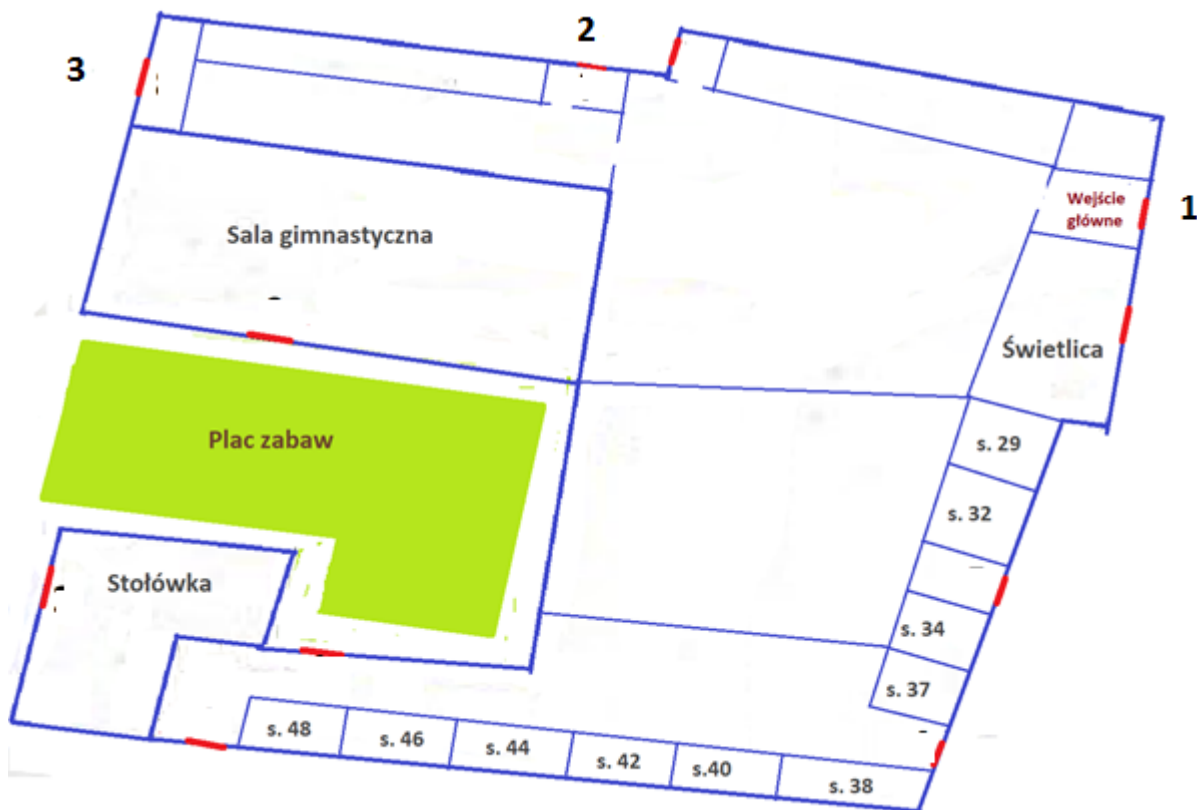 2
3
Wejście
główne
1
Sala gimnastyczna
Świetlica
Plac zabaw
s. 29
s. 32
Stołówka
s. 34
s. 37
s. 48
s. 46
s. 44
s. 42
s.40
s. 38